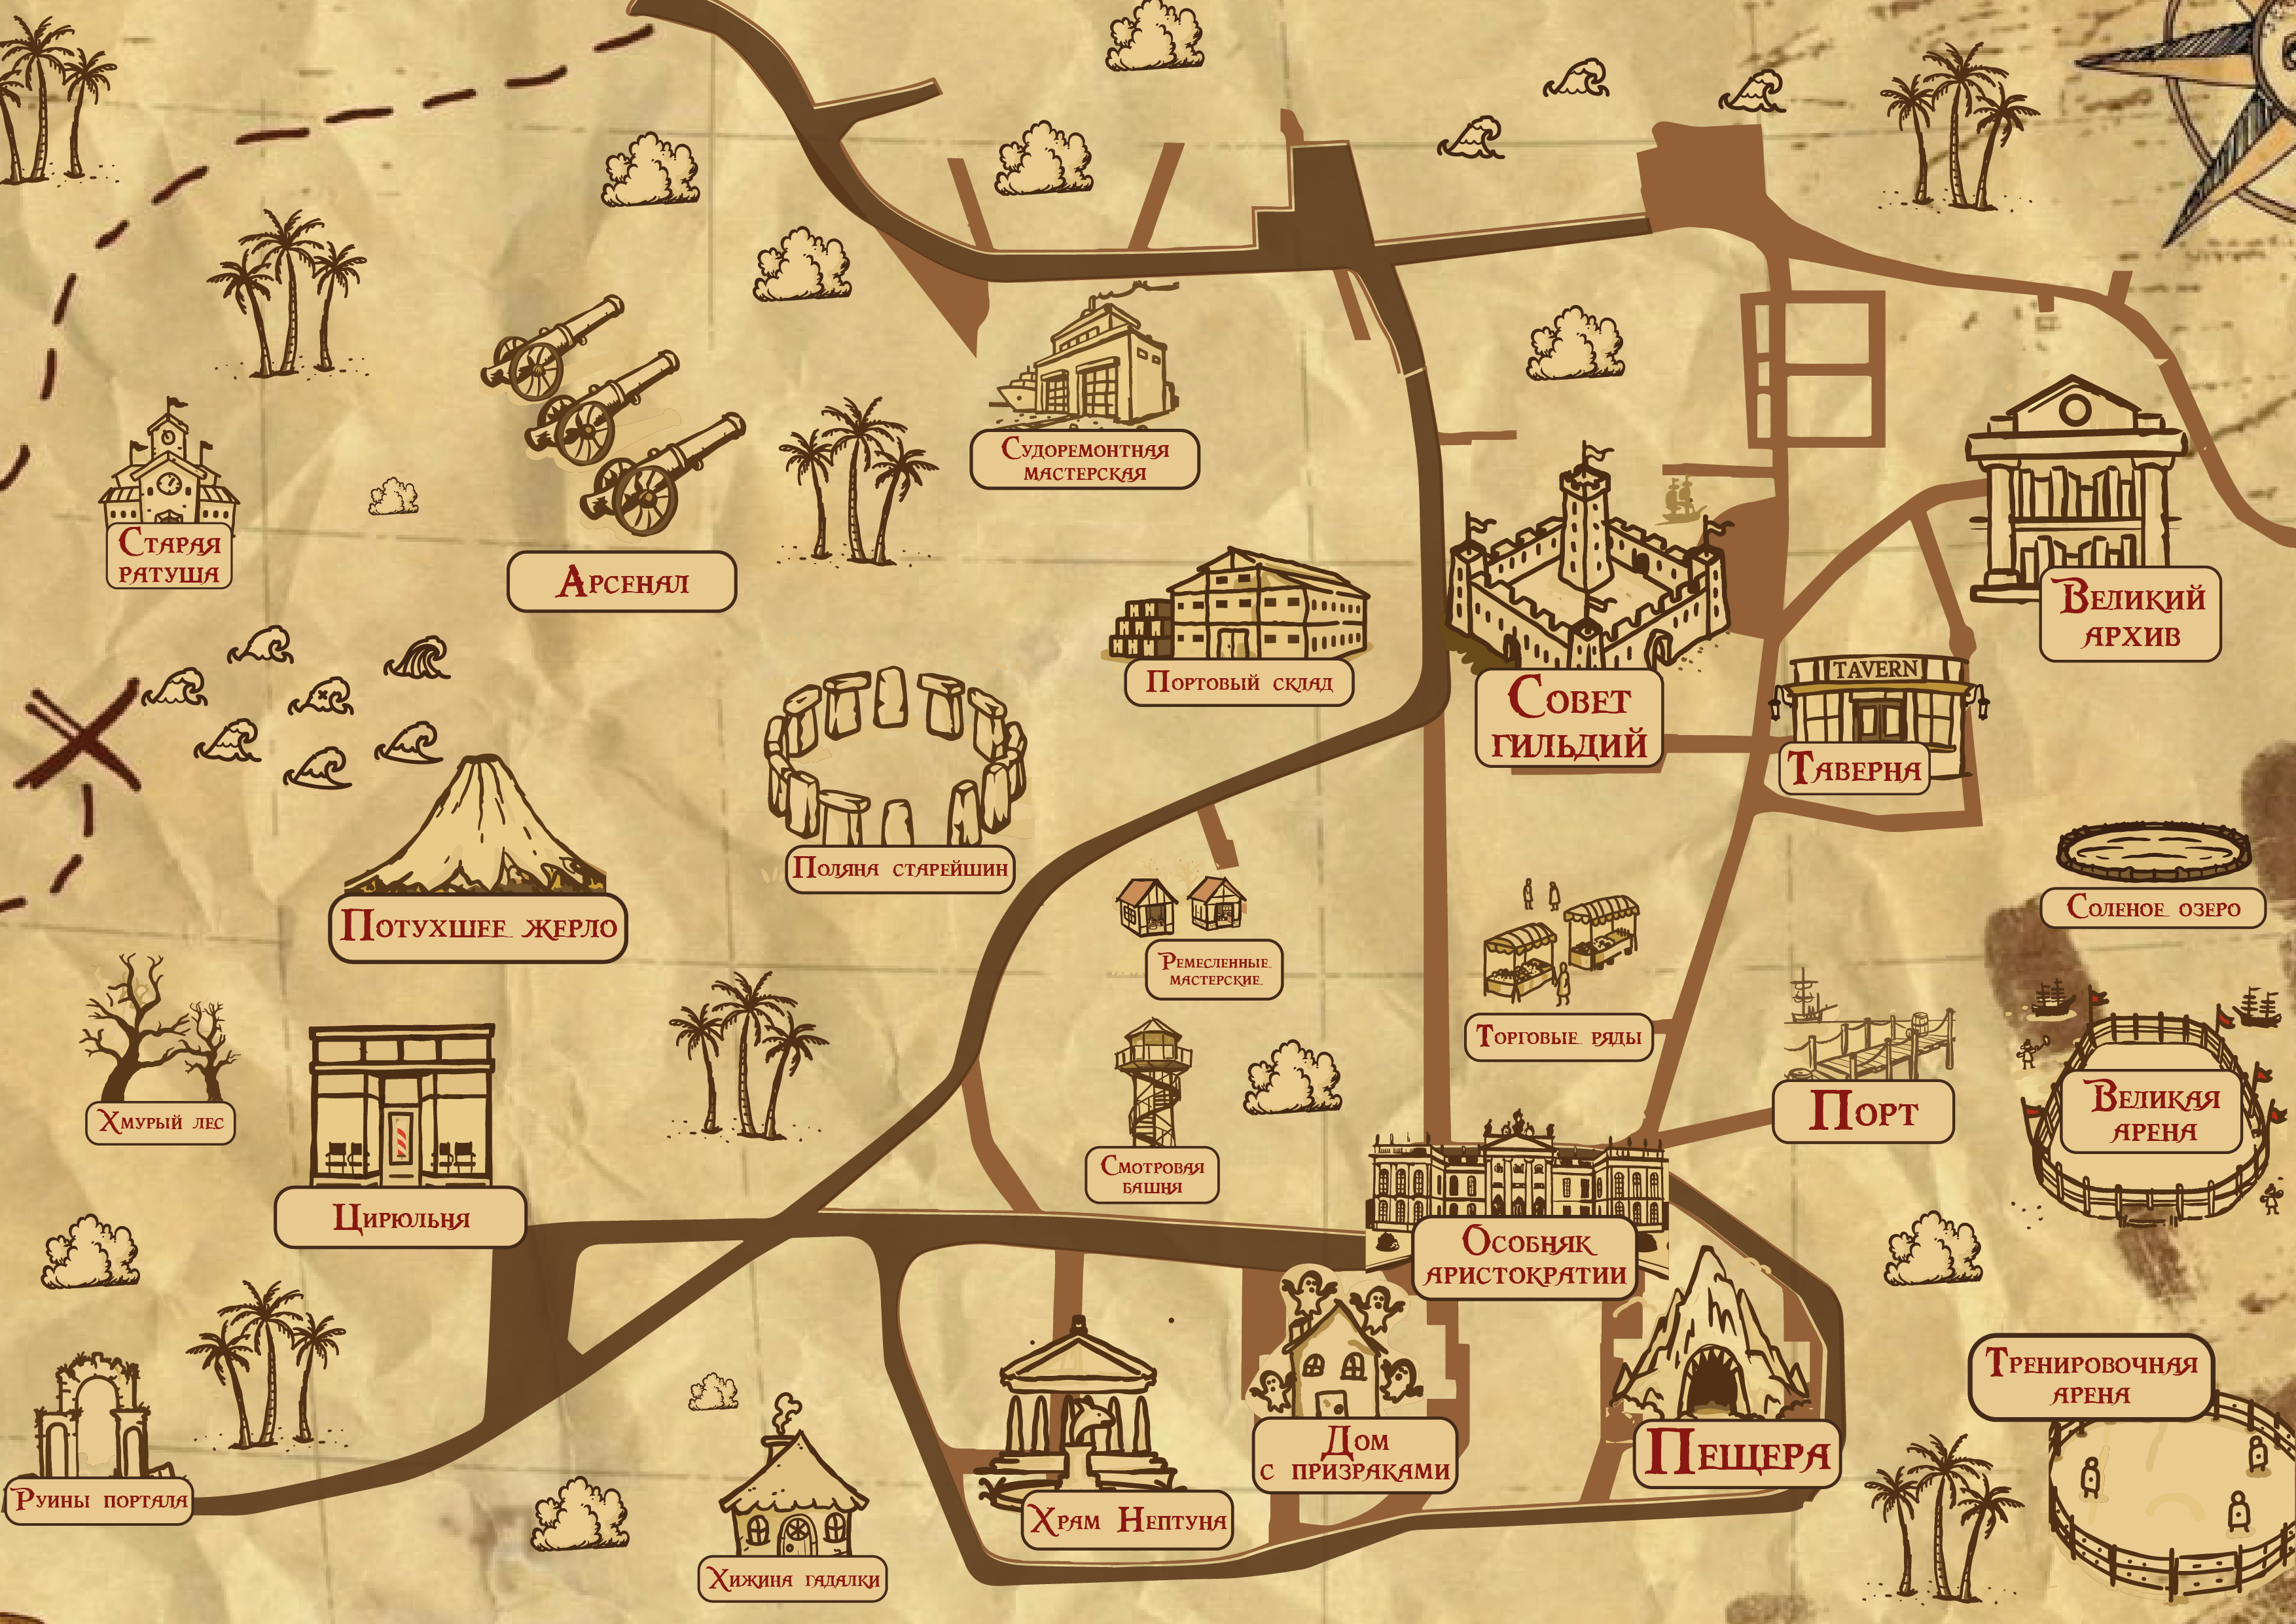 Судоремонтная
мастерская
Старая
ратуша
Арсенал
Великий
архив
Портовый склад
Совет
гильдий
TAVERN
Таверна
Поляна старейшин
Потухшее жерло
Соленое озеро
Ремесленные
мастерские
Торговые ряды
Хмурый лес
Порт
Великая
арена
Смотровая
башня
Цирюльня
Особняк
аристократии
Тренировочная
арена
Дом
с призраками
Пещера
Руины портала
Храм Нептуна
Хижина гадалки